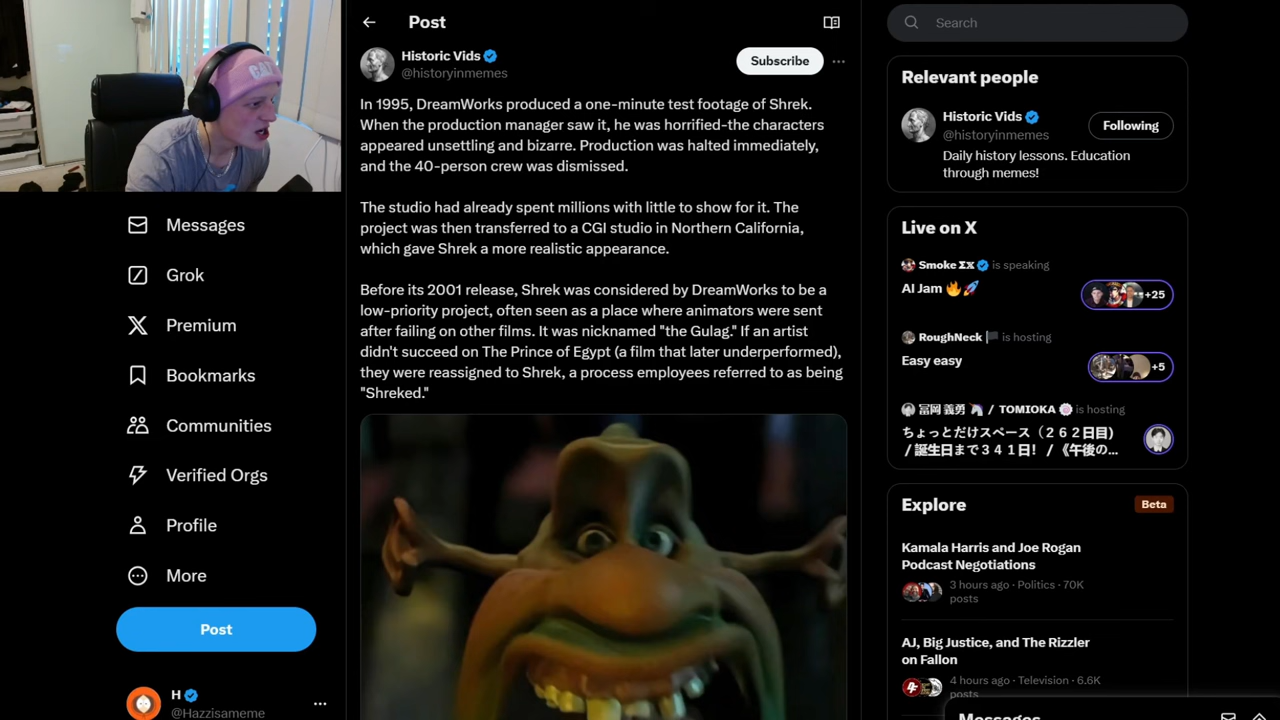 CAL
Messages
Grok
Premium
Bookmarks
Communities
Verified Orgs
Profile
More
Post
H
@Hazzisameme
Post
Historic Vids
@historyinmemes
Subscribe
In 1995, DreamWorks produced a one-minute test footage of Shrek.
When the production manager saw it, he was horrified-the characters
appeared unsettling and bizarre. Production was halted immediately,
and the 40-person crew was dismissed.
The studio had already spent millions with little to show for it. The
project was then transferred to a CGI studio in Northern California,
which gave Shrek a more realistic appearance.
Before its 2001 release, Shrek was considered by DreamWorks to be a
low-priority project, often seen as a place where animators were sent
after failing on other films. It was nicknamed "the Gulag." If an artist
didn't succeed on The Prince of Egypt (a film that later underperformed),
they were reassigned to Shrek, a process employees referred to as being
"Shreked."
Search
Relevant people
Historic Vids
@historyinmemes
Following
Daily history lessons. Education
through memes!
Live on X
Smoke ΣX is speaking
AI Jam 🔥🚀
+25
RoughNeck 🏴 is hosting
Easy easy
+5
冨岡 義勇 🦄 / TOMIOKA 💮 is hosting
ちょっとだけスペース（２６２日目)
/ 誕生日まで３４１日! / 《午後の...
Explore
Beta
Kamala Harris and Joe Rogan
Podcast Negotiations
3 hours ago · Politics · 70K
posts
AJ, Big Justice, and The Rizzler
on Fallon
4 hours ago · Television · 6.6K
posts
Messages